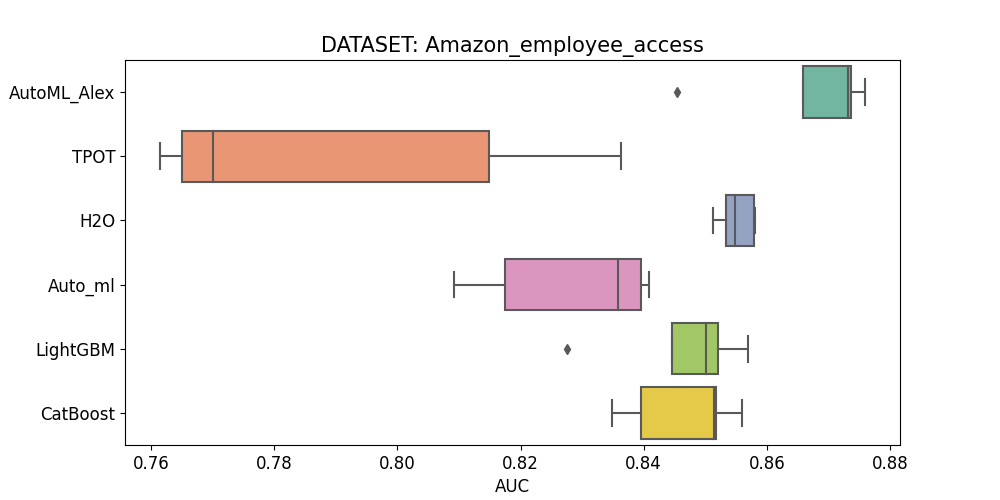 DATASET: Amazon_employee_access
AutoML_Alex
TPOT
H2O
Auto_ml
LightGBM
CatBoost
0.76 0.78 0.80 0.82 0.84 0.86 0.88
AUC